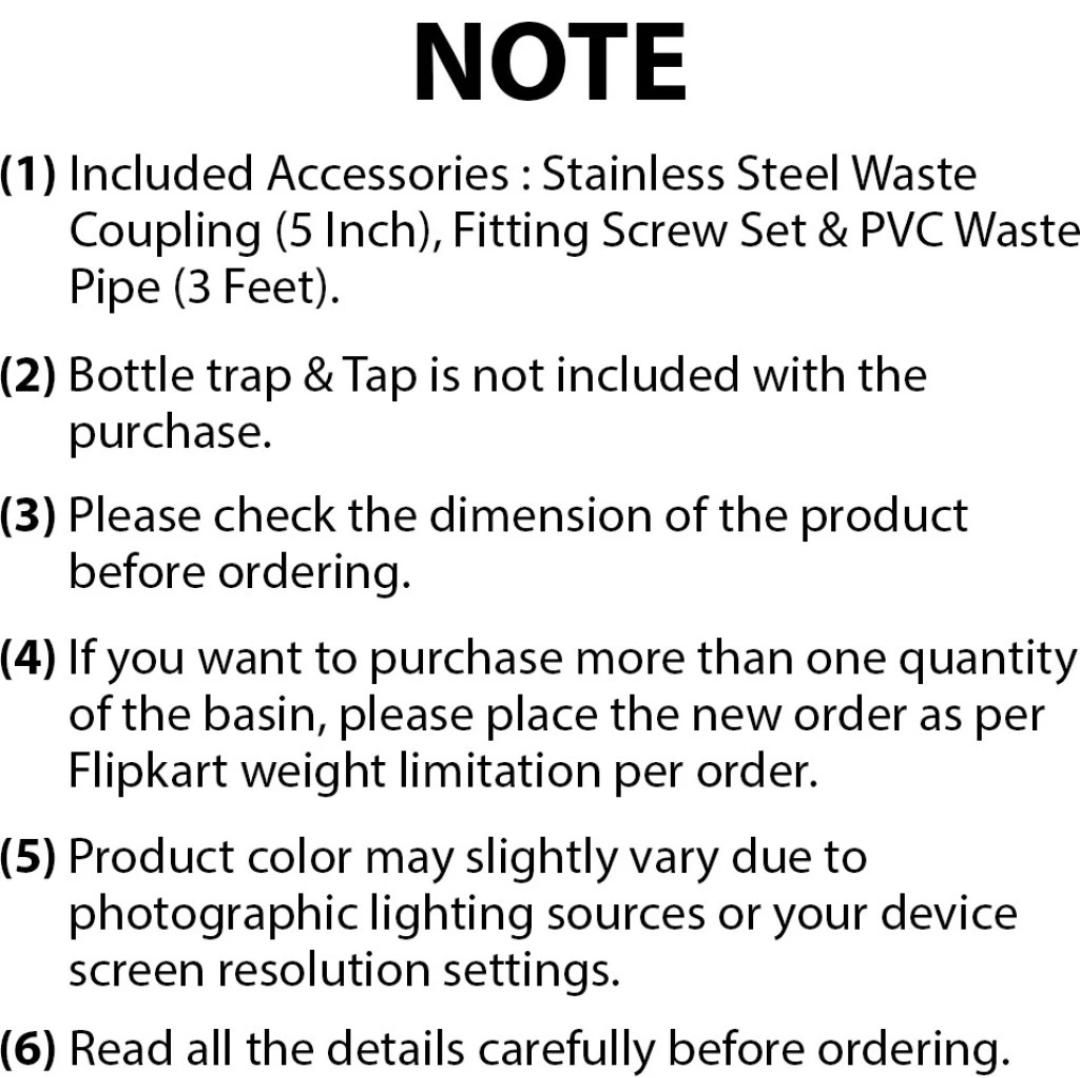 NOTE
(1) Included Accessories : Stainless Steel Waste
Coupling (5 Inch), Fitting Screw Set & PVC Waste
Pipe (3 Feet).
(2) Bottle trap & Tap is not included with the
purchase.
(3) Please check the dimension of the product
before ordering.
(4) If you want to purchase more than one quantity
of the basin, please place the new order as per
Flipkart weight limitation per order.
(5) Product color may slightly vary due to
photographic lighting sources or your device
screen resolution settings.
(6) Read all the details carefully before ordering.